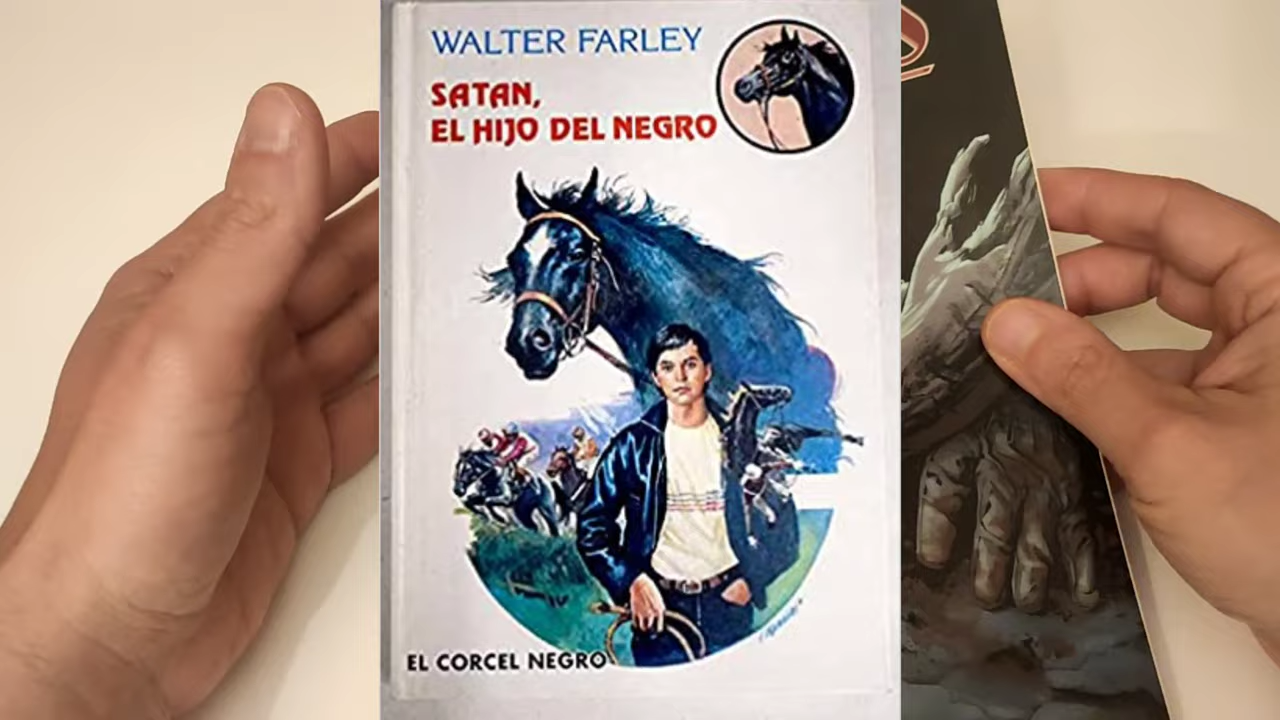 WALTER FARLEY
SATAN,
EL HIJO DEL NEGRO
EL CORCEL NEGRO